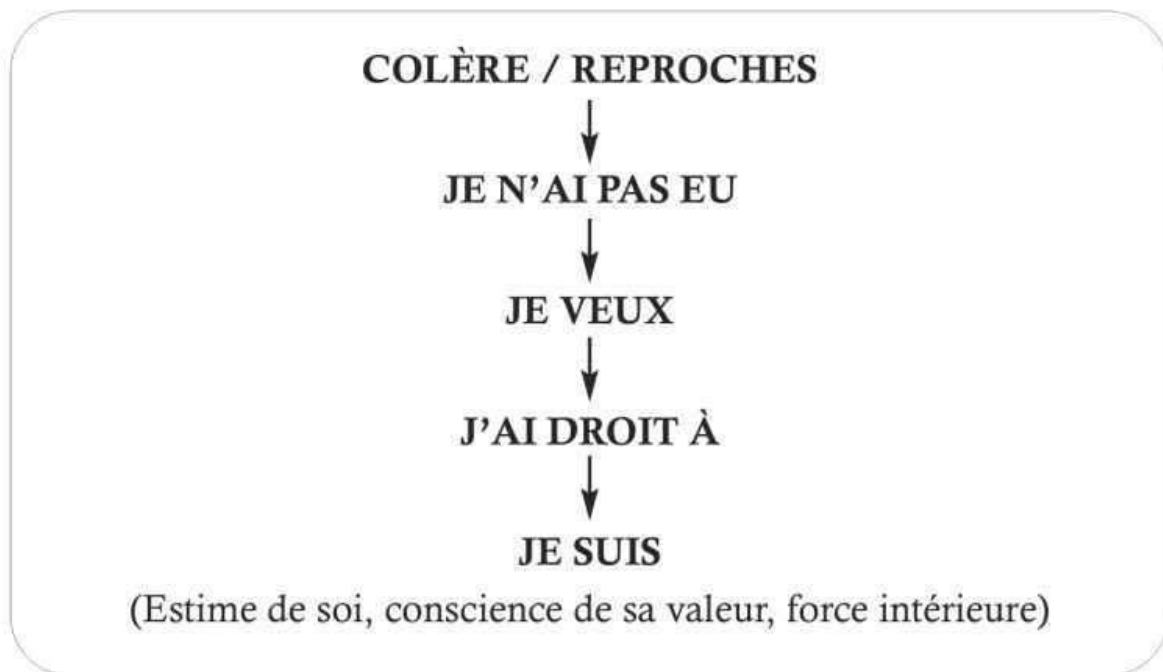 COLÈRE / REPROCHES
JE N’AI PAS EU
JE VEUX
J’AI DROIT À
JE SUIS
(Estime de soi, conscience de sa valeur, force intérieure)